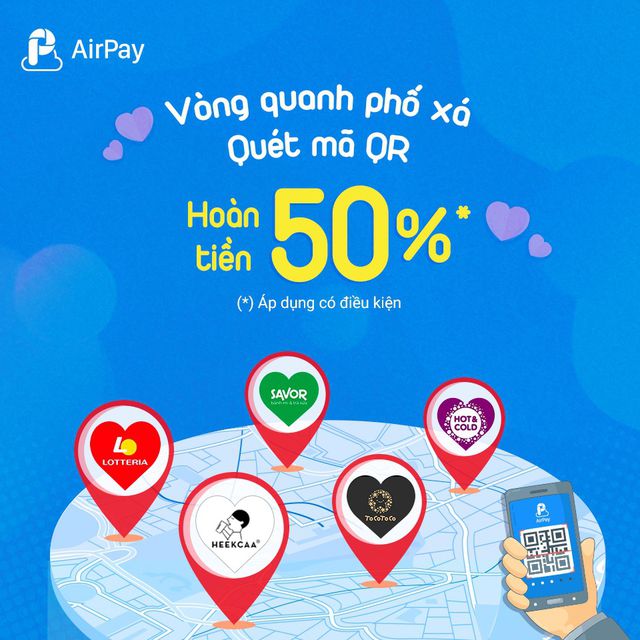 AirPay
Vòng quanh phố xá
Quét mã QR
Hoàn
tiền
50%*
(*) Áp dụng có điều kiện
SAVOR
bánh mì & trà sữa
HOT&
COLD
LOTTERIA
HEEKCAA®
ToCoToCo
AirPay